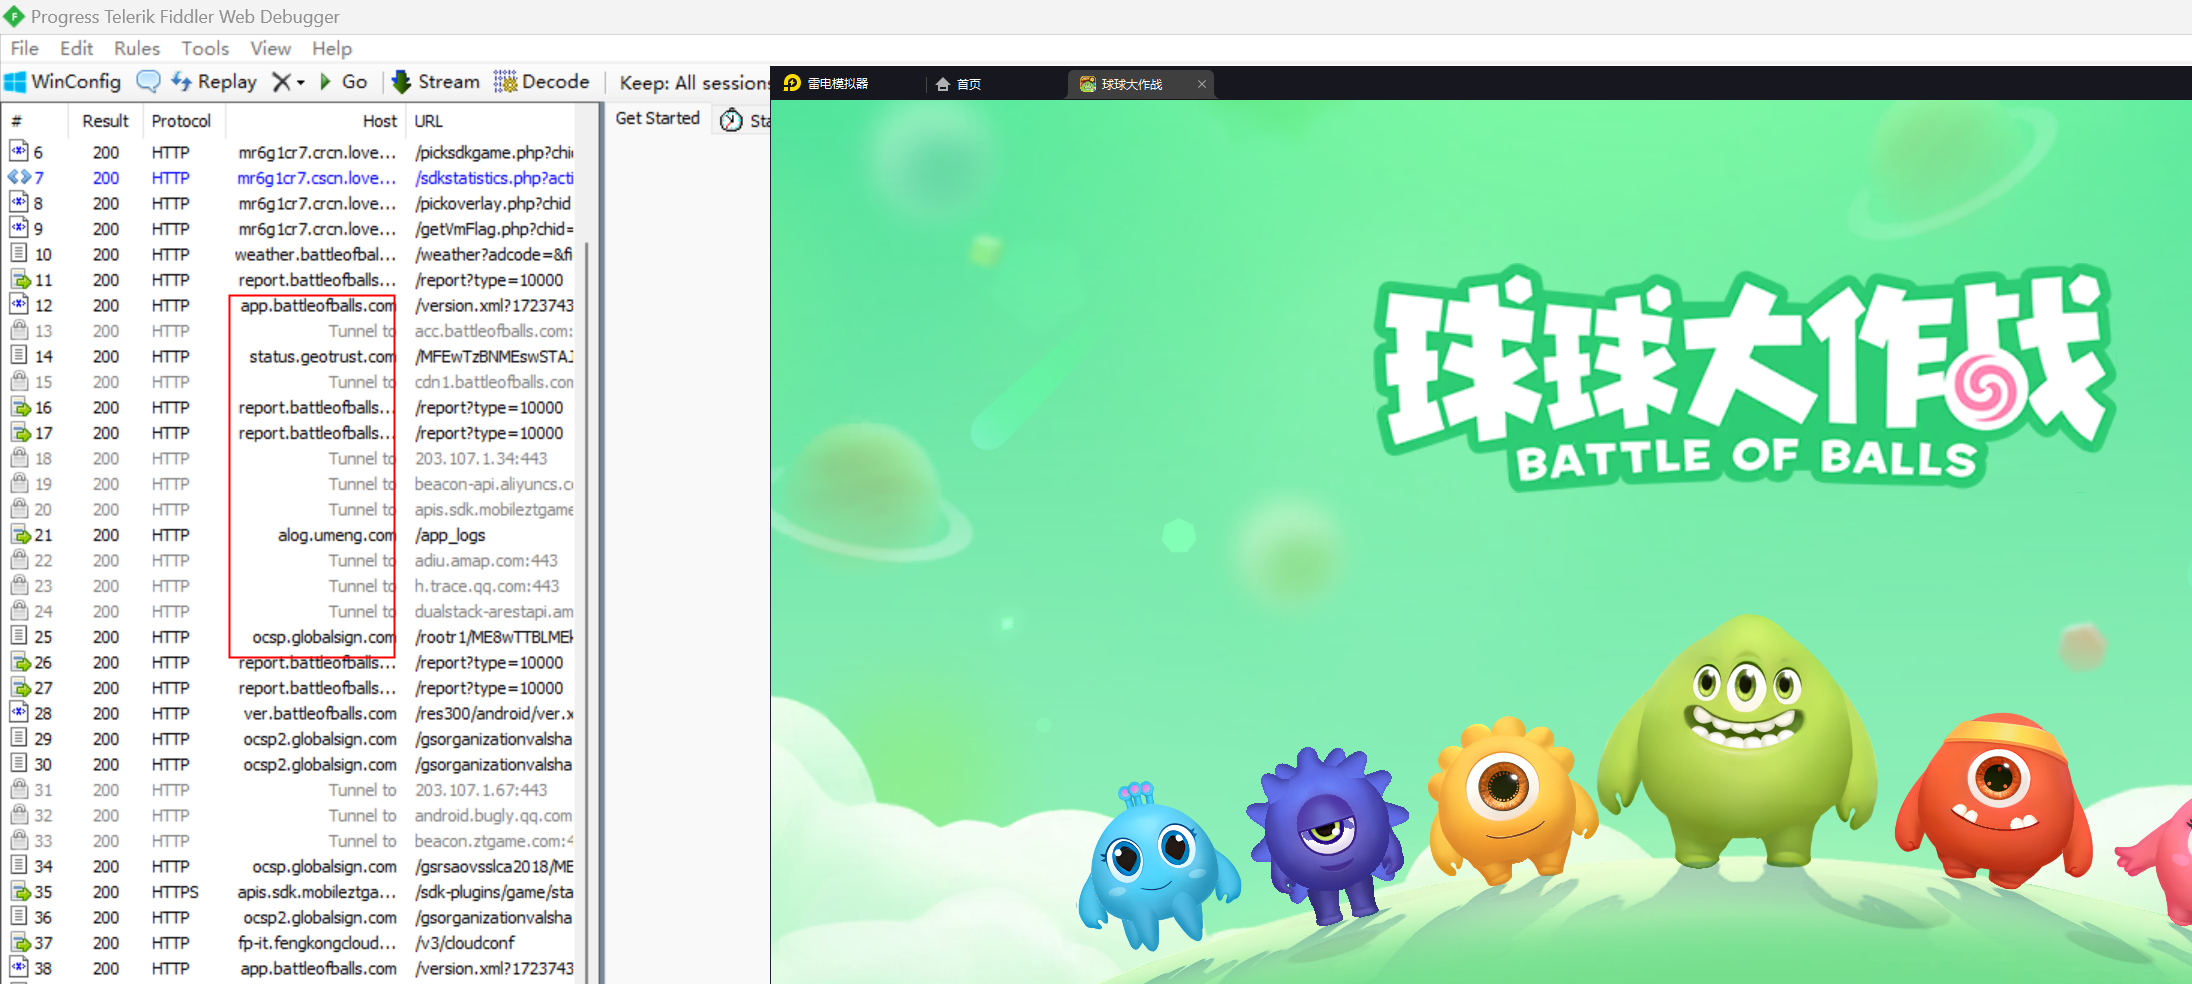 Progress Telerik Fiddler Web Debugger
File Edit Rules Tools View Help
WinConfig Replay Go Stream Decode Keep: All sessions
雷电模拟器 首页 球球大作战
Get Started Sta
# Result Protocol Host URL
6 200 HTTP mr6g1cr7.crcn.love... /picksdkgame.php?chi
7 200 HTTP mr6g1cr7.cscn.love... /sdkstatistics.php?acti
8 200 HTTP mr6g1cr7.crcn.love... /pickoverlay.php?chid
9 200 HTTP mr6g1cr7.crcn.love... /getVmFlag.php?chid=
10 200 HTTP weather.battleofbal... /weather?adcode=&fi
11 200 HTTP report.battleofballs... /report?type=10000
12 200 HTTP app.battleofballs.com /version.xml?1723743
13 200 HTTP Tunnel to acc.battleofballs.com:
14 200 HTTP status.geotrust.com /MFEwTzBNMEswSTAJ
15 200 HTTP Tunnel to cdn1.battleofballs.com
16 200 HTTP report.battleofballs... /report?type=10000
17 200 HTTP report.battleofballs... /report?type=10000
18 200 HTTP Tunnel to 203.107.1.34:443
19 200 HTTP Tunnel to beacon-api.aliyuncs.co
20 200 HTTP Tunnel to apis.sdk.mobileztgame
21 200 HTTP alog.umeng.com /app_logs
22 200 HTTP Tunnel to adiu.amap.com:443
23 200 HTTP Tunnel to h.trace.qq.com:443
24 200 HTTP Tunnel to dualstack-arestapi.am
25 200 HTTP ocsp.globalsign.com /rootr1/ME8wTTBLMEk
26 200 HTTP report.battleofballs... /report?type=10000
27 200 HTTP report.battleofballs... /report?type=10000
28 200 HTTP ver.battleofballs.com /res300/android/ver.x
29 200 HTTP ocsp2.globalsign.com /gsorganizationvalsha
30 200 HTTP ocsp2.globalsign.com /gsorganizationvalsha
31 200 HTTP Tunnel to 203.107.1.67:443
32 200 HTTP Tunnel to android.bugly.qq.com
33 200 HTTP Tunnel to beacon.ztgame.com:4
34 200 HTTP ocsp.globalsign.com /gsrsaovsslca2018/ME
35 200 HTTPS apis.sdk.mobileztga... /sdk-plugins/game/sta
36 200 HTTP ocsp2.globalsign.com /gsorganizationvalsha
37 200 HTTP fp-it.fengkongcloud... /v3/cloudconf
38 200 HTTP app.battleofballs.com /version.xml?1723743
球球大作战
BATTLE OF BALLS